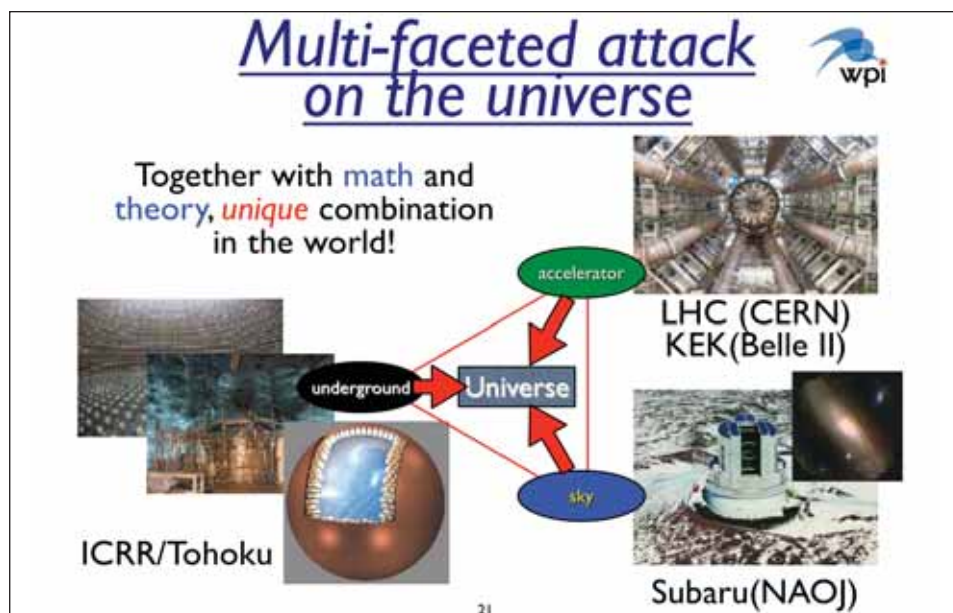 Multi-faceted attack
on the universe
wpi
Together with math and
theory, unique combination
in the world!
accelerator
LHC (CERN)
KEK(Belle II)
underground
Universe
sky
ICRR/Tohoku
Subaru(NAOJ)
21